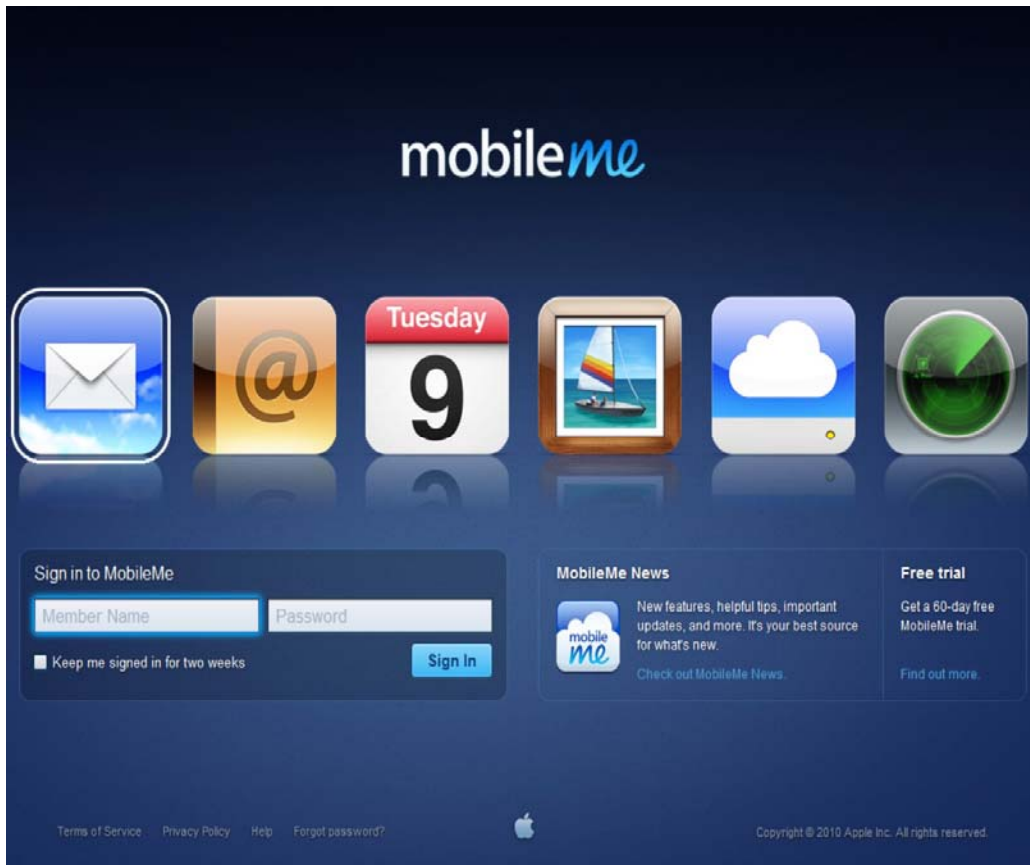 mobileme
@
Tuesday
9
Sign in to MobileMe
Member Name
Password
Keep me signed in for two weeks
Sign In
MobileMe News
mobile
me
New features, helpful tips, important
updates, and more. It's your best source
for what's new.
Check out MobileMe News.
Free trial
Get a 60-day free
MobileMe trial.
Find out more.
Terms of Service Privacy Policy Help Forgot password?
Copyright © 2010 Apple Inc. All rights reserved.